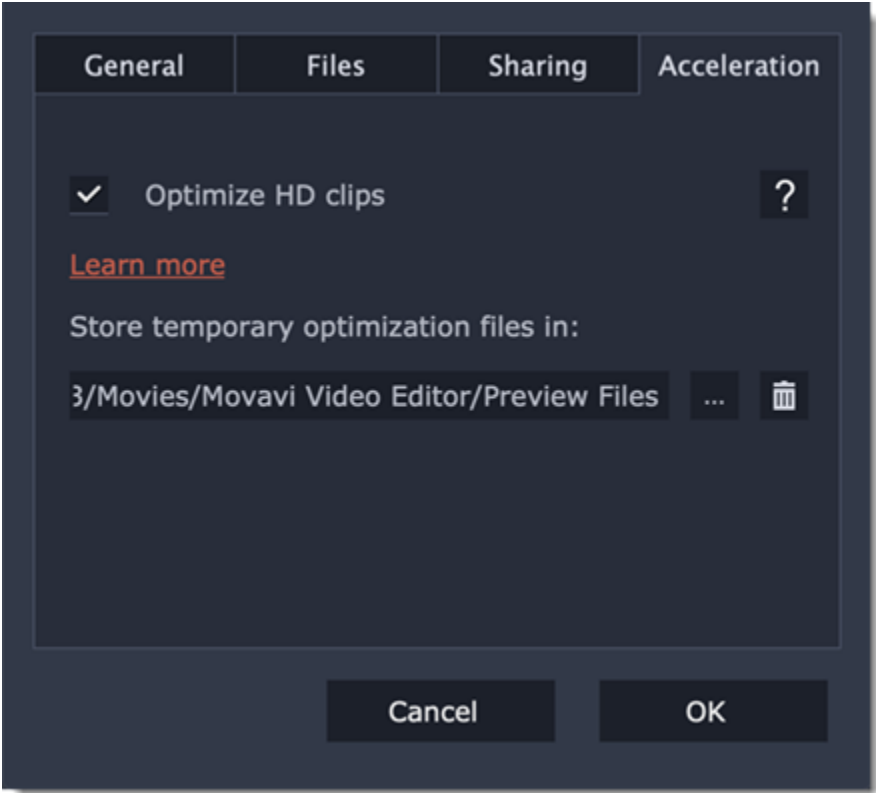 General Files Sharing Acceleration
Optimize HD clips ?
Learn more
Store temporary optimization files in:
/Movies/Movavi Video Editor/Preview Files ...
Cancel OK